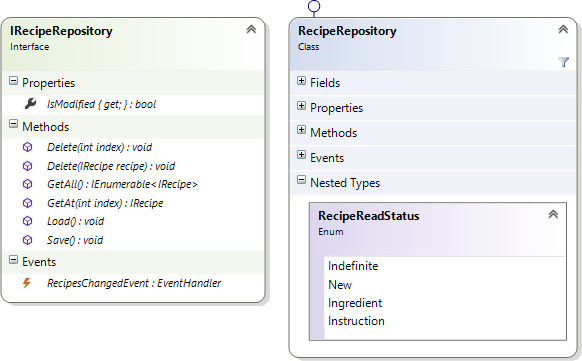 IRecipeRepository
Interface
Properties
IsModified { get; } : bool
Methods
Delete(int index) : void
Delete(IRecipe recipe) : void
GetAll() : IEnumerable<IRecipe>
GetAt(int index) : IRecipe
Load() : void
Save() : void
Events
RecipesChangedEvent : EventHandler
RecipeRepository
Class
Fields
Properties
Methods
Events
Nested Types
RecipeReadStatus
Enum
Indefinite
New
Ingredient
Instruction